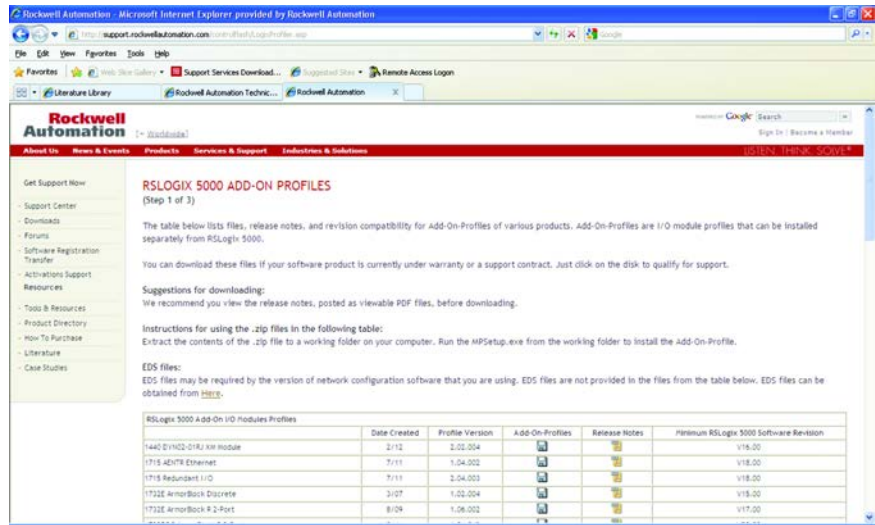 Rockwell Automation - Microsoft Internet Explorer provided by Rockwell Automation
support.rockwellautomation.com
Google
File Edit View Favorites Tools Help
Favorites Web Slice Gallery Support Services Download... Suggested Sites Remote Access Logon
Literature Library Rockwell Automation Technic... Rockwell Automation X
Rockwell
Automation
[+ Worldwide]
Google Search
Sign In | Become a Member
About Us News & Events Products Services & Support Industries & Solutions LISTEN. THINK. SOLVE.®
Get Support Now
- Support Center
- Downloads
- Forums
- Software Registration
Transfer
- Activations Support
Resources
- Tools & Resources
- Product Directory
- How To Purchase
- Literature
- Case Studies
RSLOGIX 5000 ADD-ON PROFILES
(Step 1 of 3)
The table below lists files, release notes, and revision compatibility for Add-On-Profiles of various products. Add-On-Profiles are I/O module profiles that can be installed
separately from RSLogix 5000.
You can download these files if your software product is currently under warranty or a support contract. Just click on the disk to qualify for support.
Suggestions for downloading:
We recommend you view the release notes, posted as viewable PDF files, before downloading.
Instructions for using the .zip files in the following table:
Extract the contents of the .zip file to a working folder on your computer. Run the MPSetup.exe from the working folder to install the Add-On-Profile.
EDS files:
EDS files may be required by the version of network configuration software that you are using. EDS files are not provided in the files from the table below. EDS files can be
obtained from Here.
RSLogix 5000 Add-On I/O Modules Profiles
Date Created Profile Version Add-On-Profiles Release Notes Minimum RSLogix 5000 Software Revision
1440 DYN02-01RJ XM Module 2/12 2.02.004 V16.00
1715 AENTR Ethernet 7/11 1.04.002 V18.00
1715 Redundant I/O 7/11 2.04.003 V18.00
1732E ArmorBlock Discrete 3/07 1.02.004 V15.00
1732E ArmorBlock R 2-Port 8/09 1.06.002 V17.00